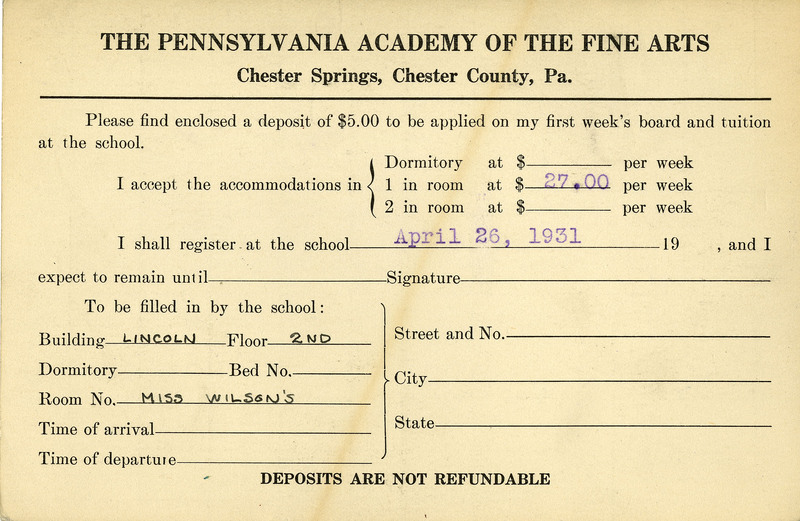 THE PENNSYLVANIA ACADEMY OF THE FINE ARTS
Chester Springs, Chester County, Pa.
Please find enclosed a deposit of $5.00 to be applied on my first week's board and tuition
at the school.
Dormitory at $ per week
I accept the accommodations in { 1 in room at $ 27.00 per week
2 in room at $ per week
I shall register at the school April 26, 1931 19 , and I
expect to remain until Signature
To be filled in by the school:
Building LINCOLN Floor 2ND
Dormitory Bed No.
Room No. MISS WILSON'S
Time of arrival
Time of departure
Street and No.
City
State
DEPOSITS ARE NOT REFUNDABLE